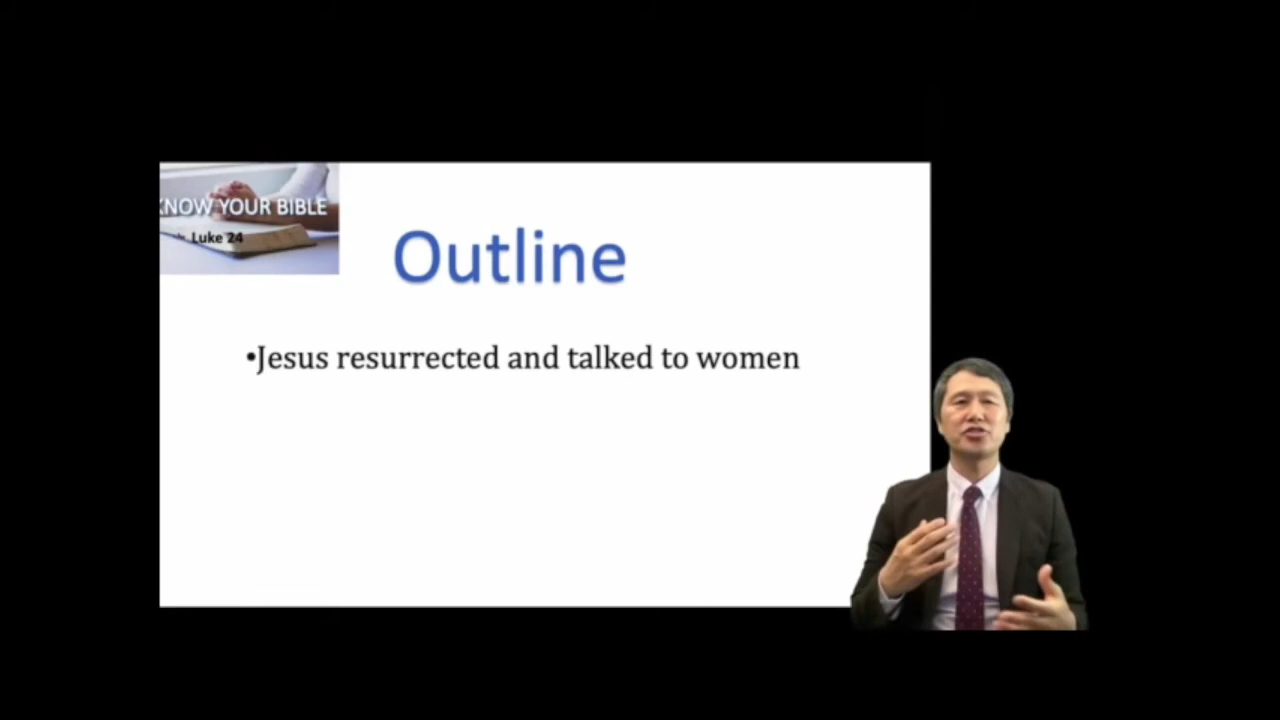 KNOW YOUR BIBLE
Luke 24
Outline
•Jesus resurrected and talked to women